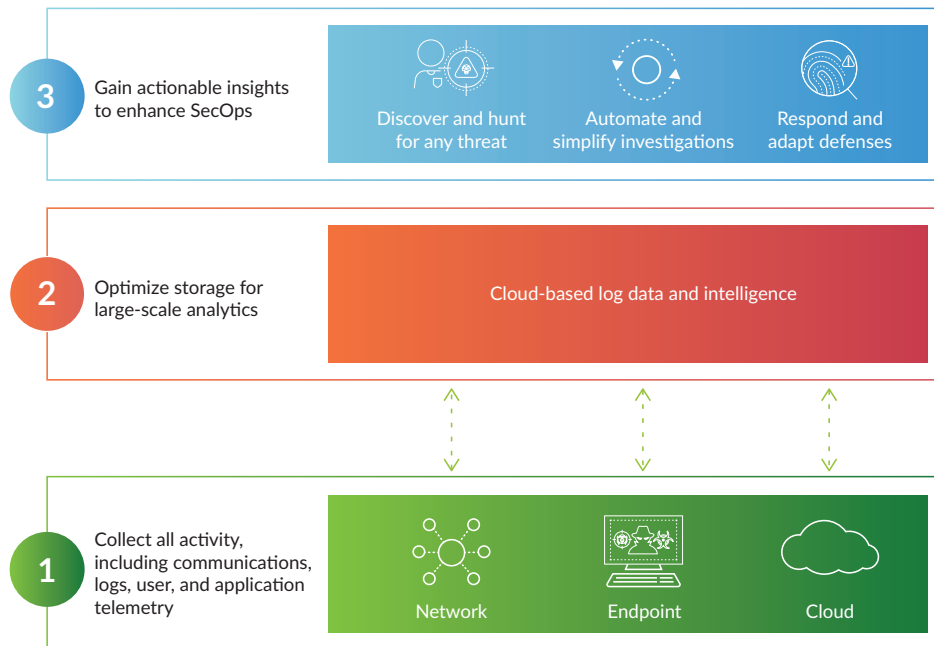 3
Gain actionable insights
to enhance SecOps
Discover and hunt
for any threat
Automate and
simplify investigations
Respond and
adapt defenses
2
Optimize storage for
large-scale analytics
Cloud-based log data and intelligence
1
Collect all activity,
including communications,
logs, user, and application
telemetry
Network
Endpoint
Cloud